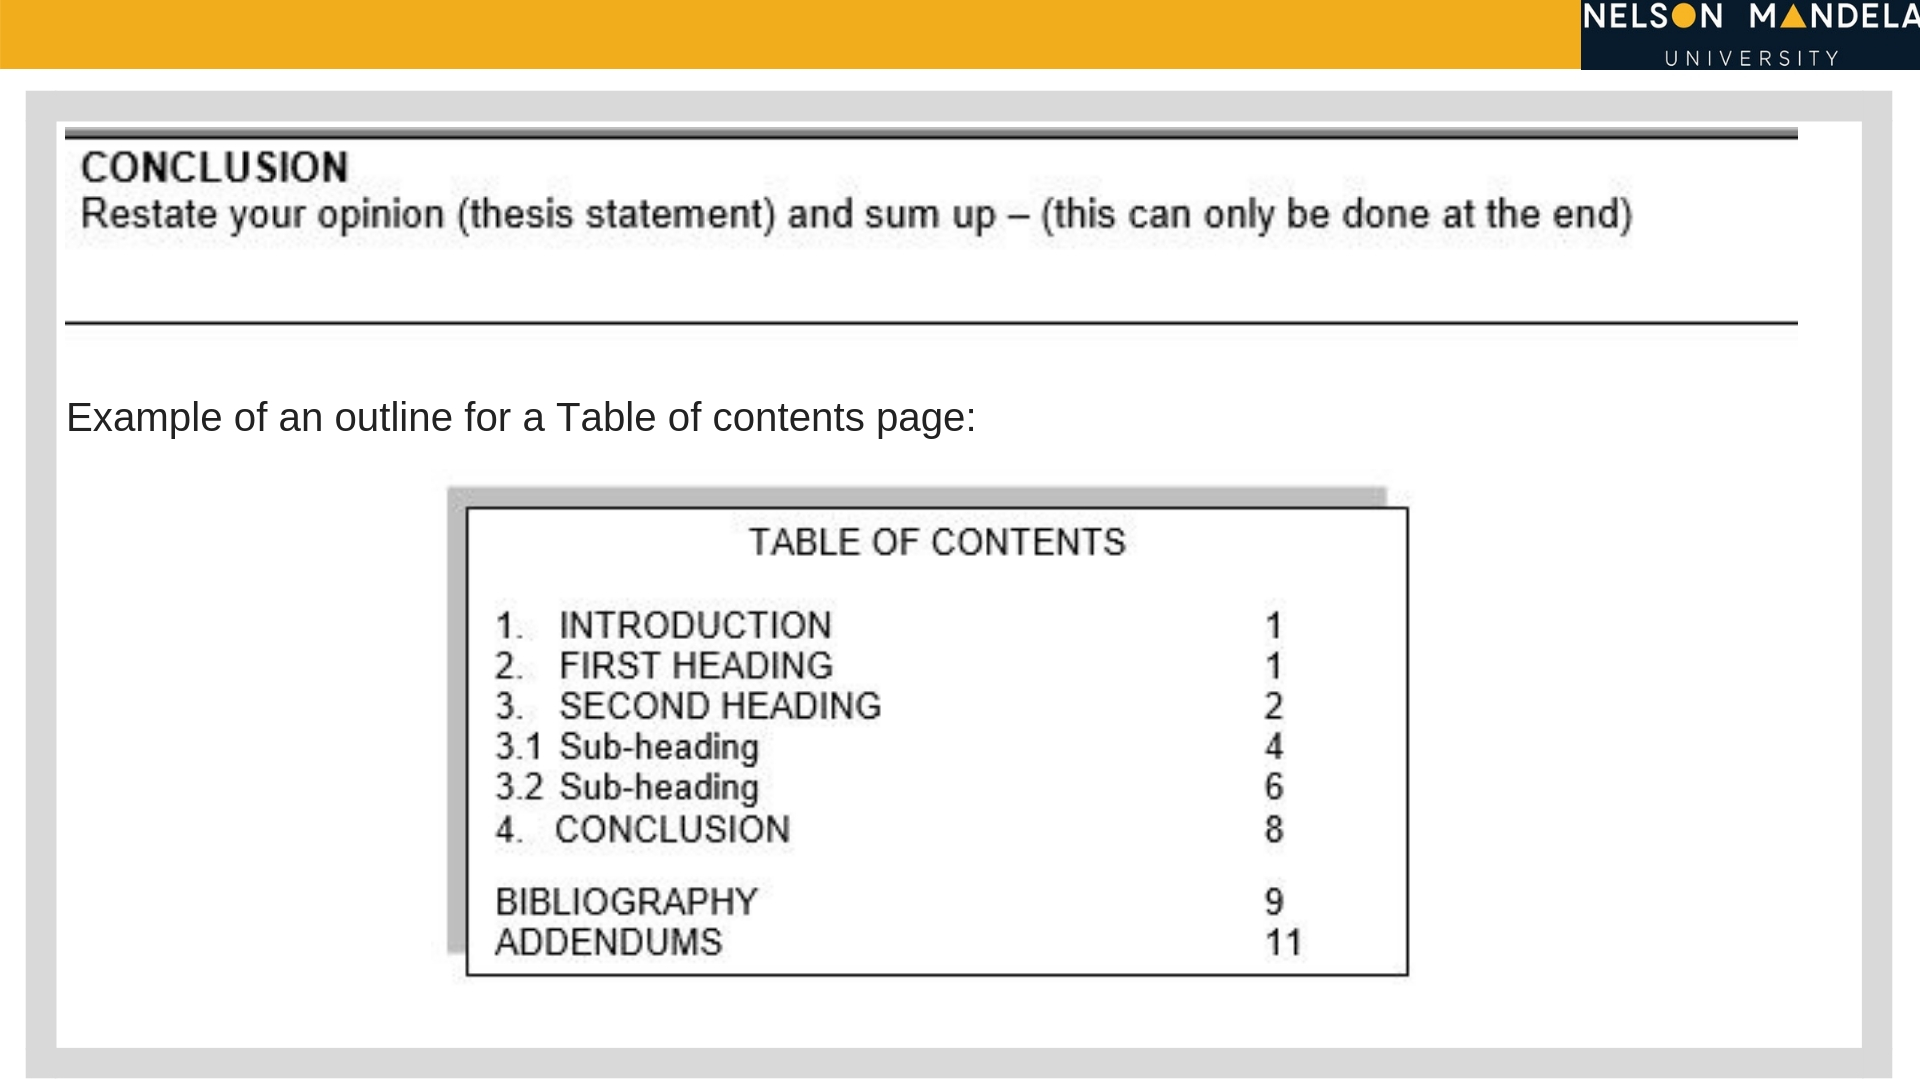 NELSON MANDELA
UNIVERSITY
CONCLUSION
Restate your opinion (thesis statement) and sum up – (this can only be done at the end)
Example of an outline for a Table of contents page:
TABLE OF CONTENTS
1. INTRODUCTION 1
2. FIRST HEADING 1
3. SECOND HEADING 2
3.1 Sub-heading 4
3.2 Sub-heading 6
4. CONCLUSION 8
BIBLIOGRAPHY 9
ADDENDUMS 11